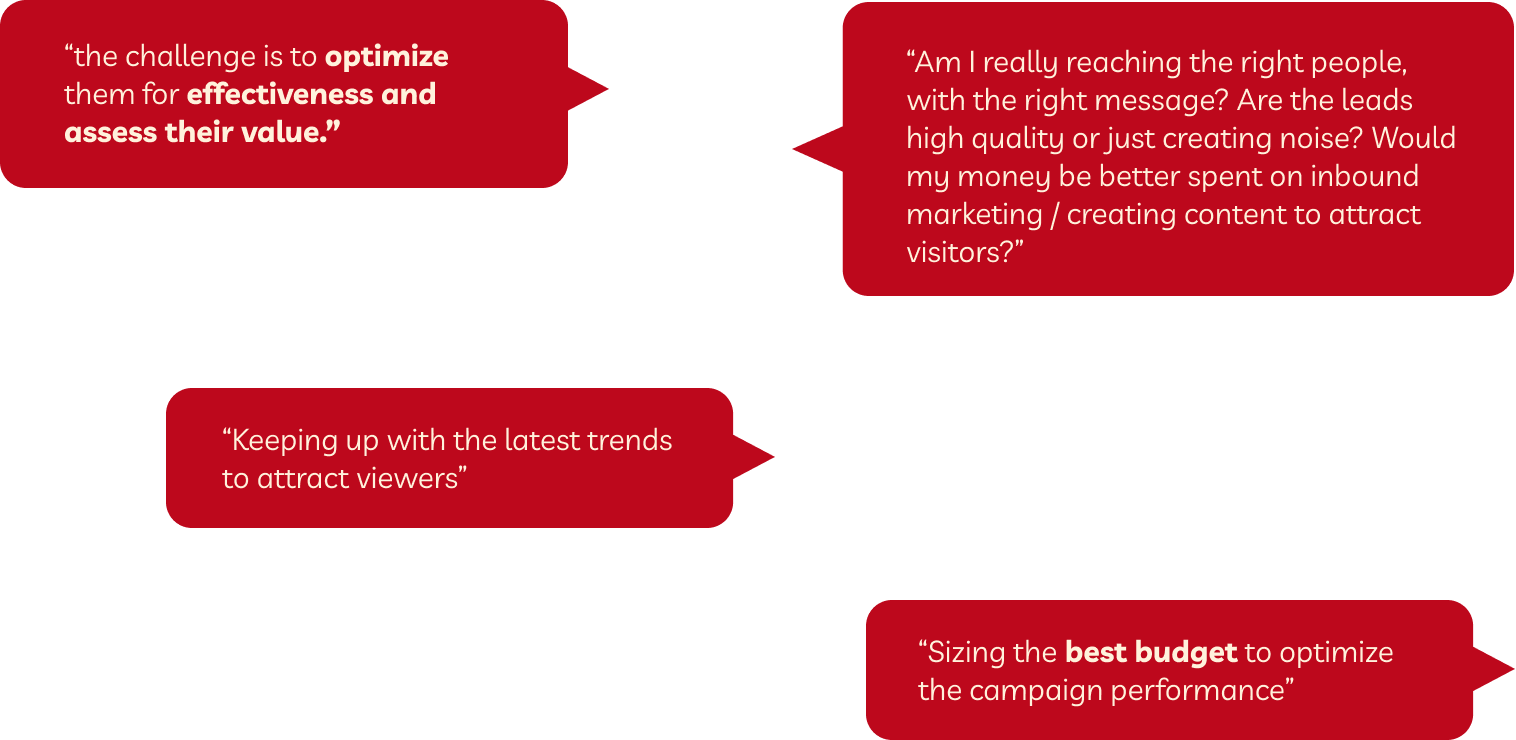 “the challenge is to optimize
them for effectiveness and
assess their value.”
“Am I really reaching the right people,
with the right message? Are the leads
high quality or just creating noise? Would
my money be better spent on inbound
marketing / creating content to attract
visitors?”
“Keeping up with the latest trends
to attract viewers”
“Sizing the best budget to optimize
the campaign performance”